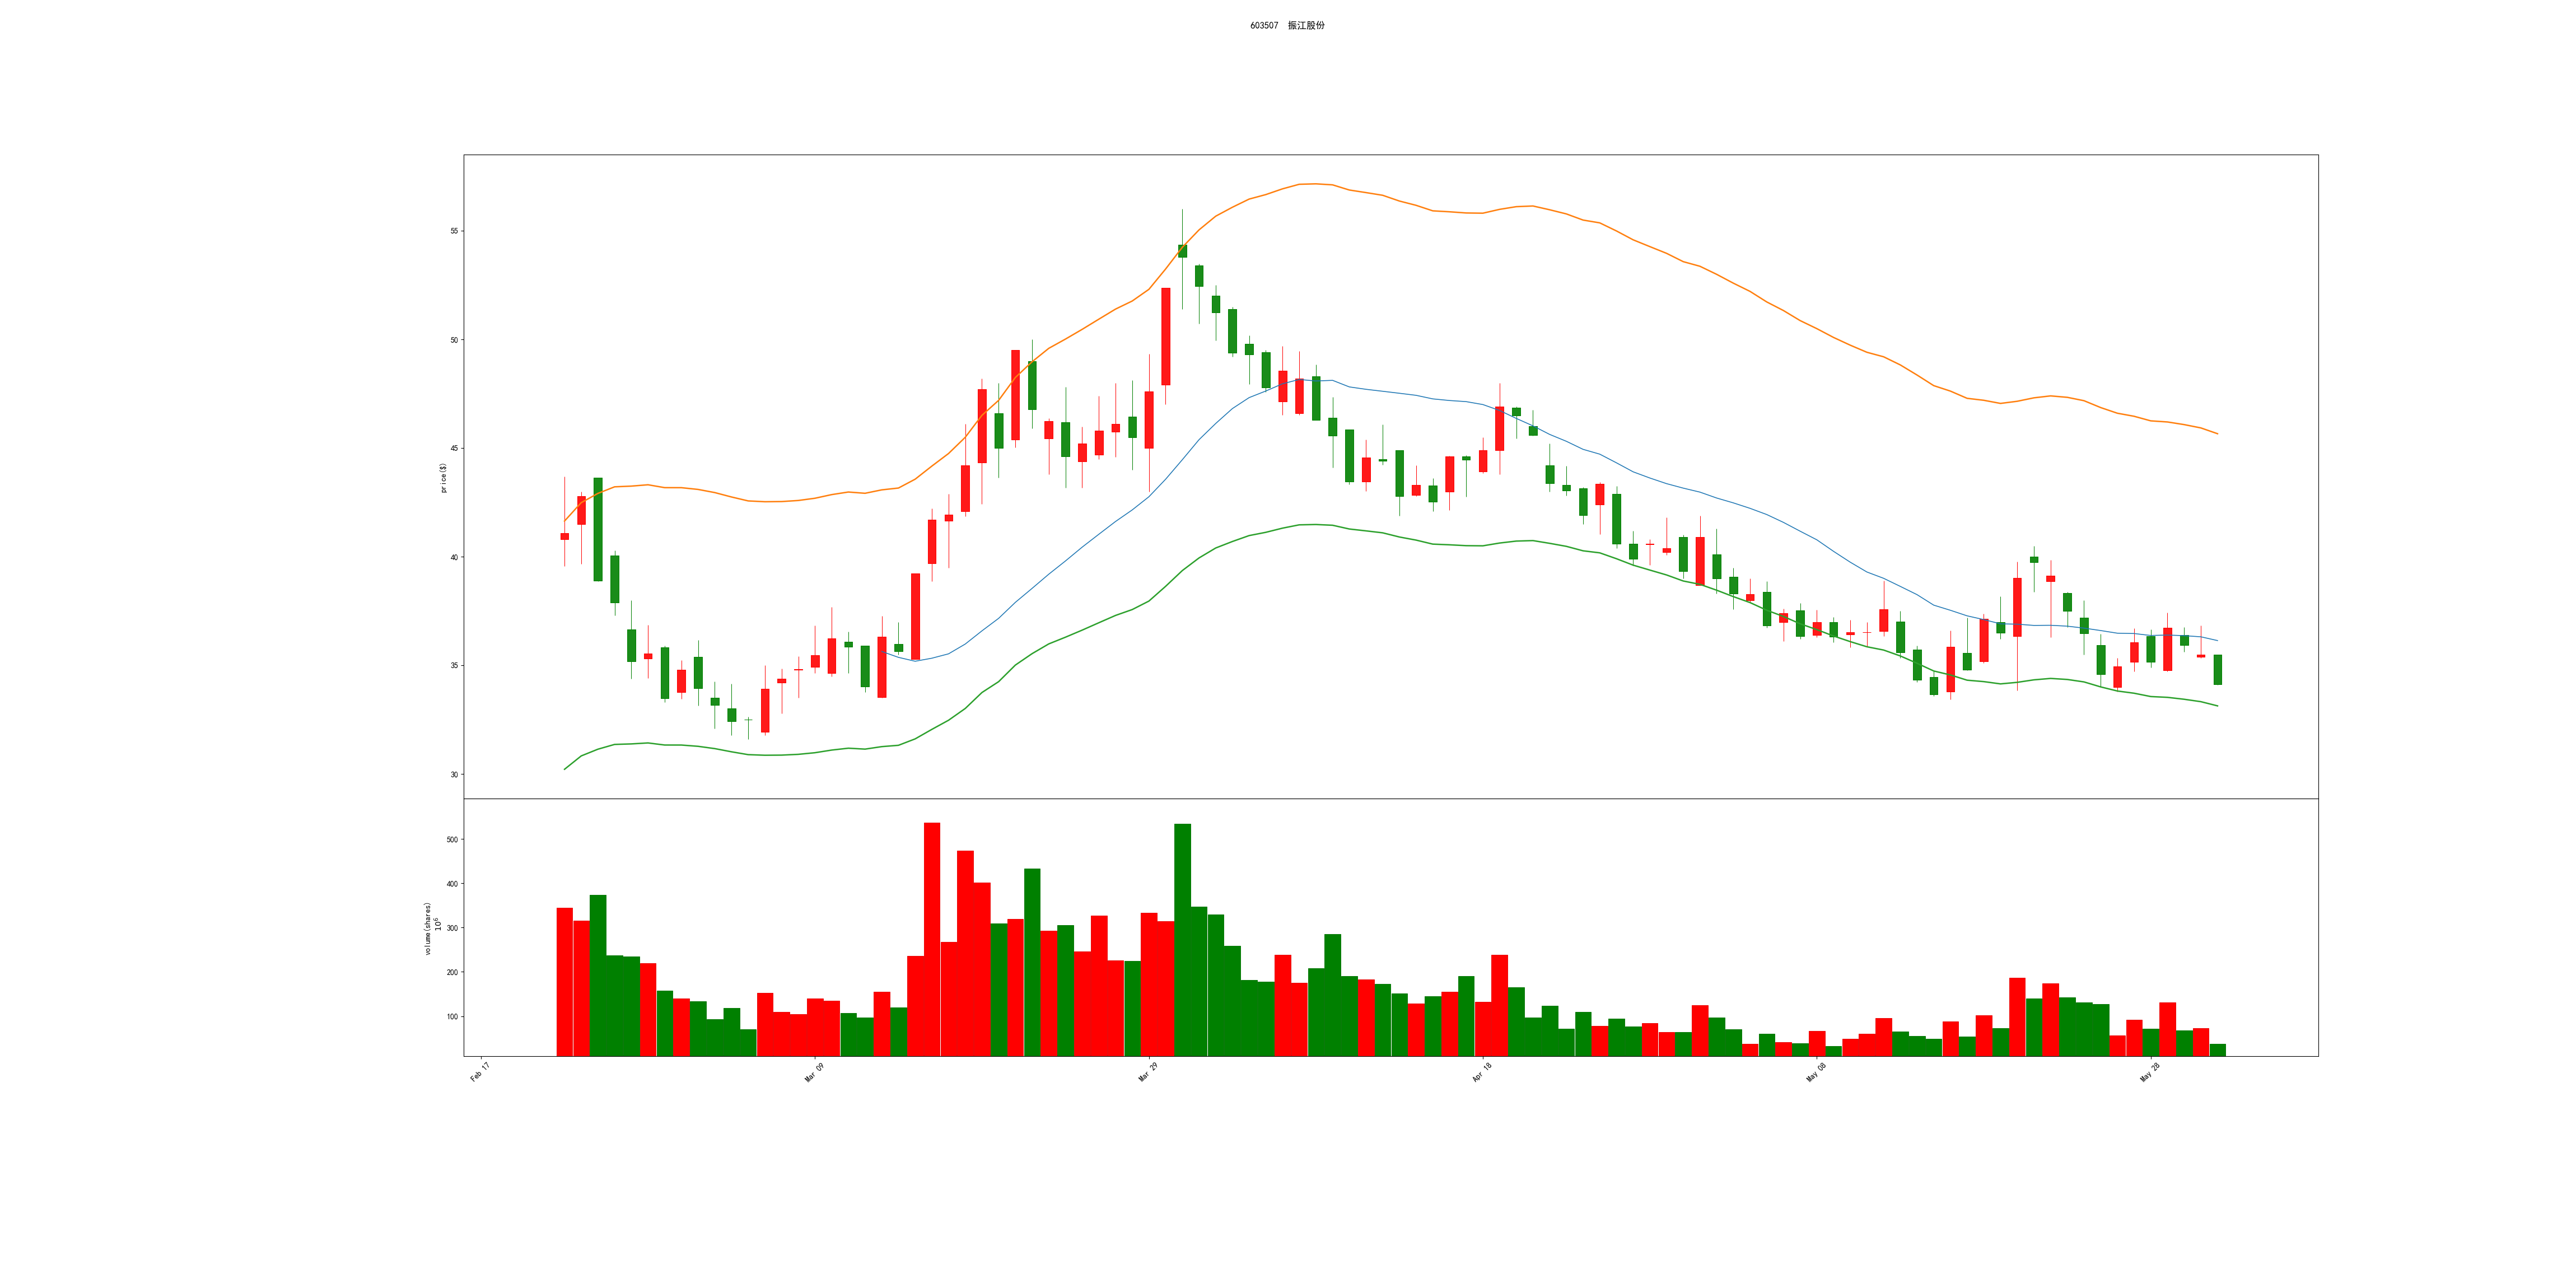 603507 振江股份
55
50
45
40
35
30
price($)
500
400
300
200
100
volume(shares)
10^6
Feb 17
Mar 09
Mar 29
Apr 18
May 08
May 28